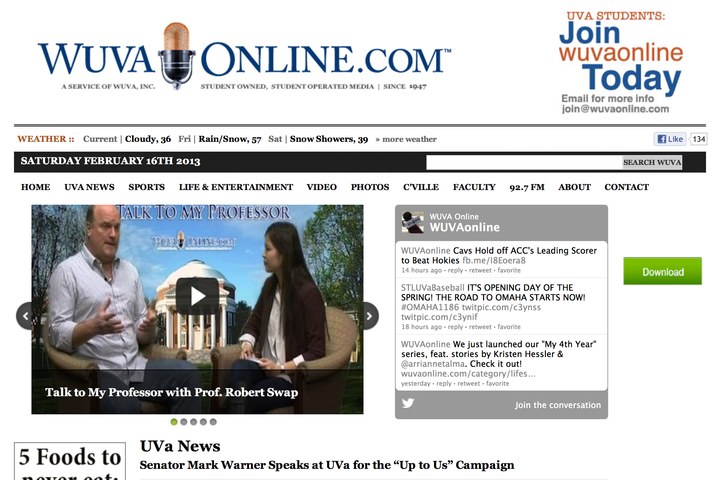 WUVA ONLINE.COM™
A SERVICE OF WUVA, INC. STUDENT OWNED, STUDENT OPERATED MEDIA | SINCE 1947
UVA STUDENTS:
Join
wuvaonline
Today
Email for more info
join@wuvaonline.com
WEATHER :: Current | Cloudy, 36 Fri | Rain/Snow, 57 Sat | Snow Showers, 39 » more weather
Like 134
SATURDAY FEBRUARY 16TH 2013
SEARCH WUVA
HOME UVA NEWS SPORTS LIFE & ENTERTAINMENT VIDEO PHOTOS C'VILLE FACULTY 92.7 FM ABOUT CONTACT
TALK TO MY PROFESSOR
WUVA ONLINE.COM
Talk to My Professor with Prof. Robert Swap
WUVA Online
WUVAonline
WUVAonline Cavs Hold off ACC's Leading Scorer
to Beat Hokies fb.me/I8Eoera8
14 hours ago · reply · retweet · favorite
STLUVaBaseball IT'S OPENING DAY OF THE
SPRING! THE ROAD TO OMAHA STARTS NOW!
#OMAHA1186 twitpic.com/c3ynss
twitpic.com/c3ynif
18 hours ago · reply · retweet · favorite
WUVAonline We just launched our "My 4th Year"
series, feat. stories by Kristen Hessler &
@arriannetalma. Check it out!
wuvaonline.com/category/lifes...
yesterday · reply · retweet · favorite
Join the conversation
Download
5 Foods to
never eat:
UVa News
Senator Mark Warner Speaks at UVa for the “Up to Us” Campaign